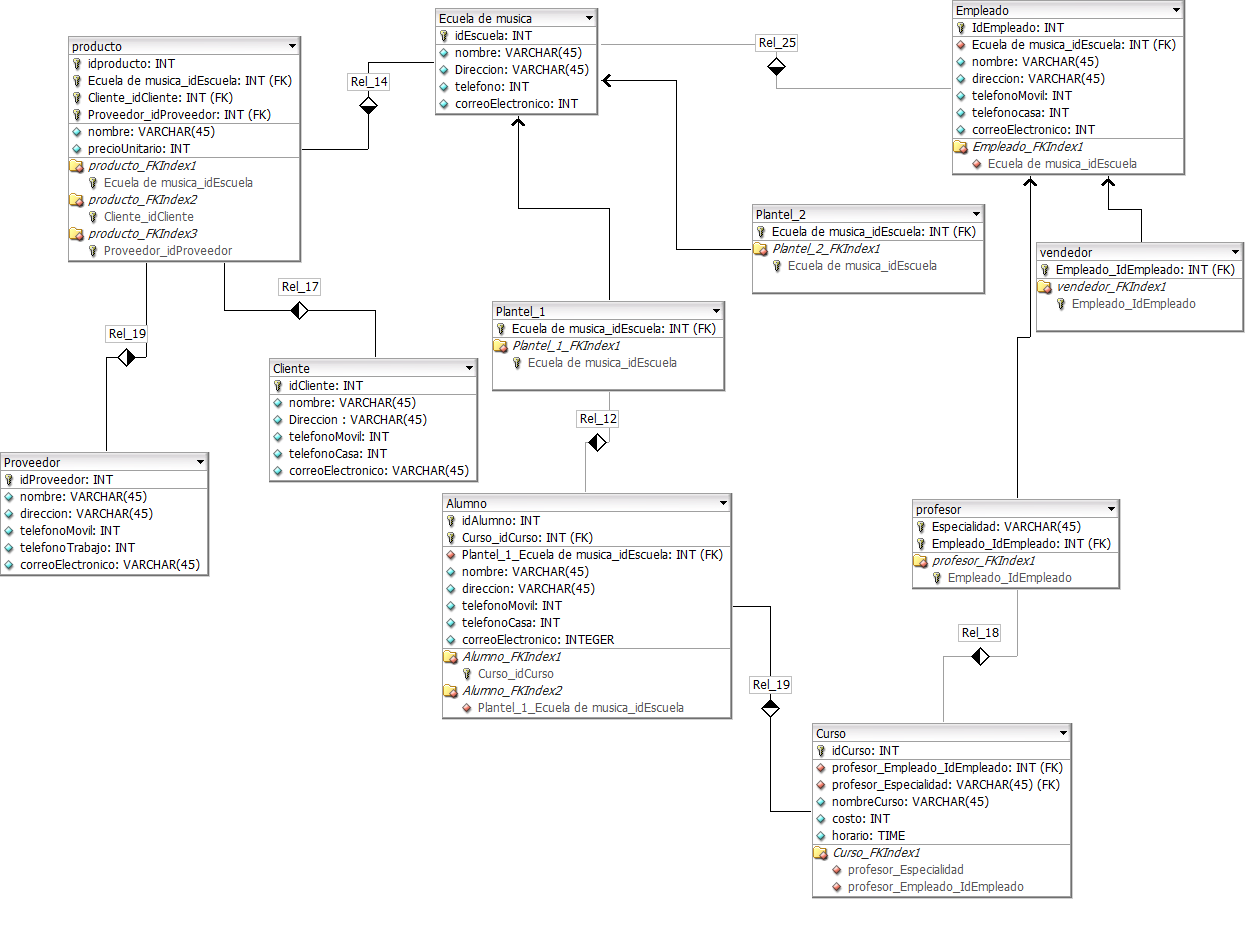 Ecuela de musica
idEscuela: INT
nombre: VARCHAR(45)
Direccion: VARCHAR(45)
telefono: INT
correoElectronico: INT
Empleado
IdEmpleado: INT
Ecuela de musica_idEscuela: INT (FK)
nombre: VARCHAR(45)
direccion: VARCHAR(45)
telefonoMovil: INT
telefonocasa: INT
correoElectronico: INT
Empleado_FKIndex1
Ecuela de musica_idEscuela
Rel_25
producto
idproducto: INT
Ecuela de musica_idEscuela: INT (FK)
Cliente_idCliente: INT (FK)
Proveedor_idProveedor: INT (FK)
nombre: VARCHAR(45)
precioUnitario: INT
producto_FKIndex1
Ecuela de musica_idEscuela
producto_FKIndex2
Cliente_idCliente
producto_FKIndex3
Proveedor_idProveedor
Rel_14
Plantel_2
Ecuela de musica_idEscuela: INT (FK)
Plantel_2_FKIndex1
Ecuela de musica_idEscuela
vendedor
Empleado_IdEmpleado: INT (FK)
vendedor_FKIndex1
Empleado_IdEmpleado
Rel_17
Plantel_1
Ecuela de musica_idEscuela: INT (FK)
Plantel_1_FKIndex1
Ecuela de musica_idEscuela
Rel_19
Cliente
idCliente: INT
nombre: VARCHAR(45)
Direccion : VARCHAR(45)
telefonoMovil: INT
telefonoCasa: INT
correoElectronico: VARCHAR(45)
Rel_12
Proveedor
idProveedor: INT
nombre: VARCHAR(45)
direccion: VARCHAR(45)
telefonoMovil: INT
telefonoTrabajo: INT
correoElectronico: VARCHAR(45)
Alumno
idAlumno: INT
Curso_idCurso: INT (FK)
Plantel_1_Ecuela de musica_idEscuela: INT (FK)
nombre: VARCHAR(45)
direccion: VARCHAR(45)
telefonoMovil: INT
telefonoCasa: INT
correoElectronico: INTEGER
Alumno_FKIndex1
Curso_idCurso
Alumno_FKIndex2
Plantel_1_Ecuela de musica_idEscuela
profesor
Especialidad: VARCHAR(45)
Empleado_IdEmpleado: INT (FK)
profesor_FKIndex1
Empleado_IdEmpleado
Rel_18
Rel_19
Curso
idCurso: INT
profesor_Empleado_IdEmpleado: INT (FK)
profesor_Especialidad: VARCHAR(45) (FK)
nombreCurso: VARCHAR(45)
costo: INT
horario: TIME
Curso_FKIndex1
profesor_Especialidad
profesor_Empleado_IdEmpleado